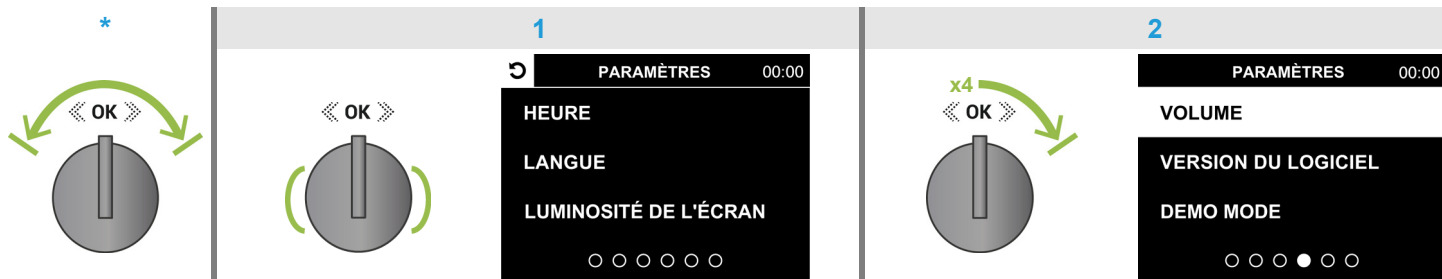 *
OK
1
OK
PARAMÈTRES 00:00
HEURE
LANGUE
LUMINOSITÉ DE L'ÉCRAN
2
x4
OK
PARAMÈTRES 00:00
VOLUME
VERSION DU LOGICIEL
DEMO MODE